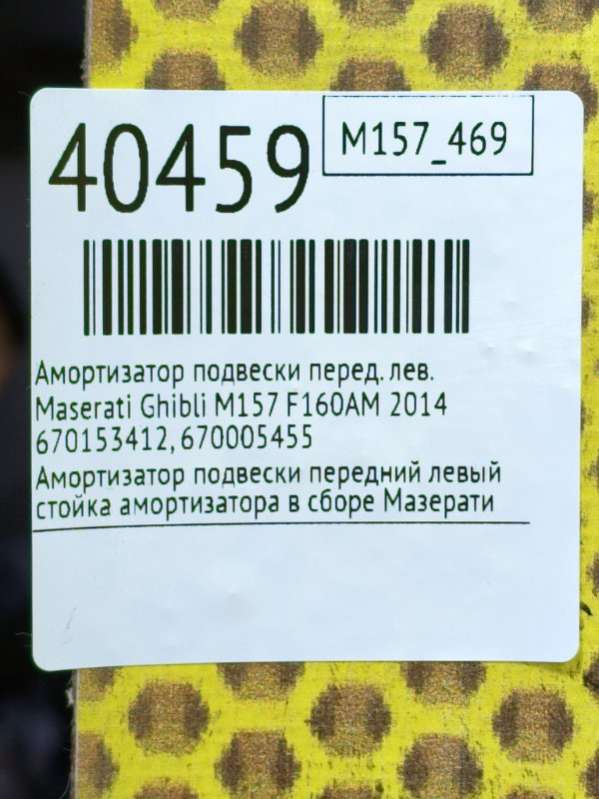 40459
M157_469
Амортизатор подвески перед. лев.
Maserati Ghibli M157 F160AM 2014
670153412, 670005455
Амортизатор подвески передний левый
стойка амортизатора в сборе Мазерати